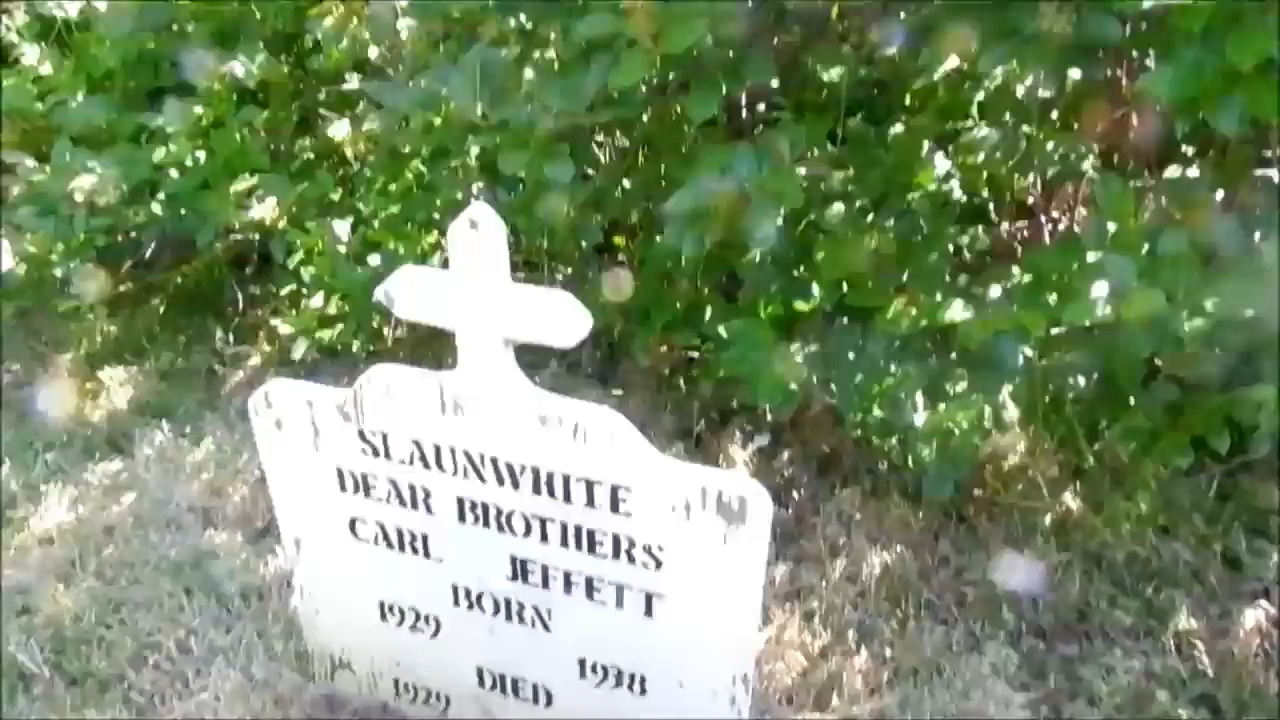 SLAUNWHITE
DEAR BROTHERS
CARL JEFFETT
BORN
1929 1938
DIED
1929